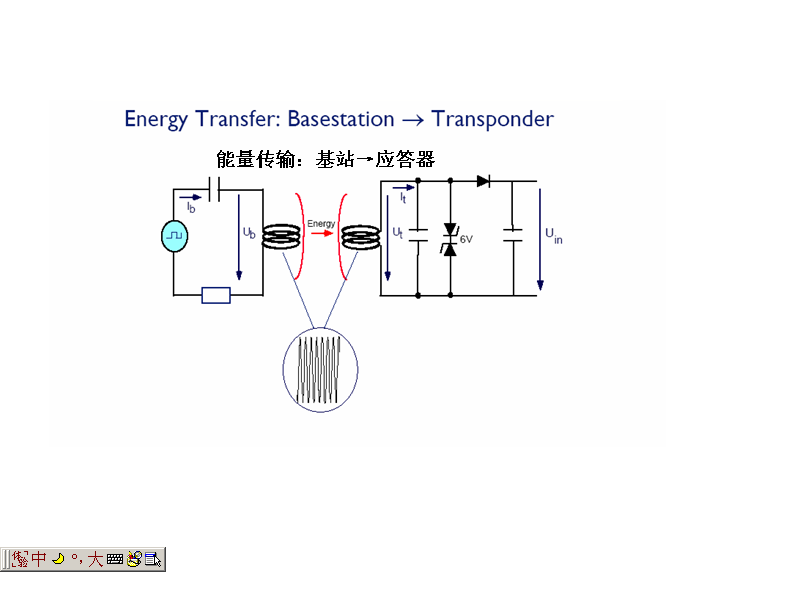 Energy Transfer: Basestation → Transponder
能量传输：基站→应答器
Ib
Ub
Energy
It
Ut
6V
Uin
中 大